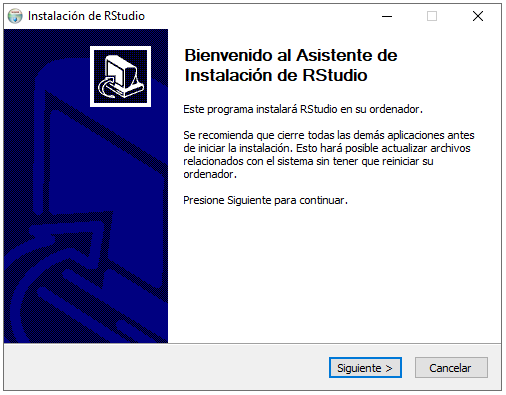 Instalación de RStudio
Bienvenido al Asistente de
Instalación de RStudio
Este programa instalará RStudio en su ordenador.
Se recomienda que cierre todas las demás aplicaciones antes
de iniciar la instalación. Esto hará posible actualizar archivos
relacionados con el sistema sin tener que reiniciar su
ordenador.
Presione Siguiente para continuar.
Siguiente >
Cancelar